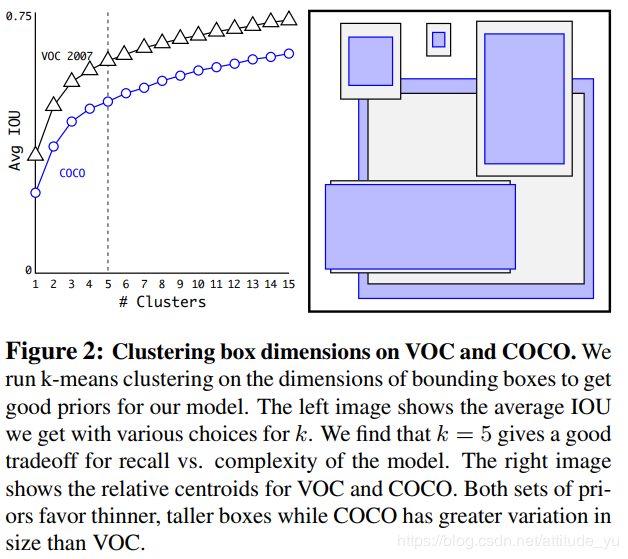 0.75
VOC 2007
COCO
Avg IOU
0
1 2 3 4 5 6 7 8 9 10 11 12 13 14 15
# Clusters
Figure 2: Clustering box dimensions on VOC and COCO. We
run k-means clustering on the dimensions of bounding boxes to get
good priors for our model. The left image shows the average IOU
we get with various choices for k. We find that k = 5 gives a good
tradeoff for recall vs. complexity of the model. The right image
shows the relative centroids for VOC and COCO. Both sets of pri-
ors favor thinner, taller boxes while COCO has greater variation in
size than VOC.
https://blog.csdn.net/attitude_yu